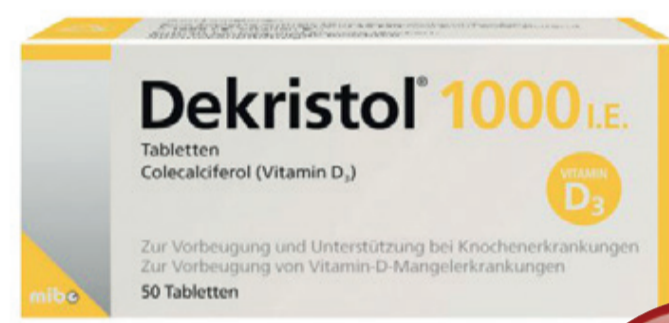 Dekristol® 1000 I.E.
Tabletten
Colecalciferol (Vitamin D₃)
VITAMIN
D₃
Zur Vorbeugung und Unterstützung bei Knochenerkrankungen
Zur Vorbeugung von Vitamin-D-Mangelerkrankungen
mibe
50 Tabletten